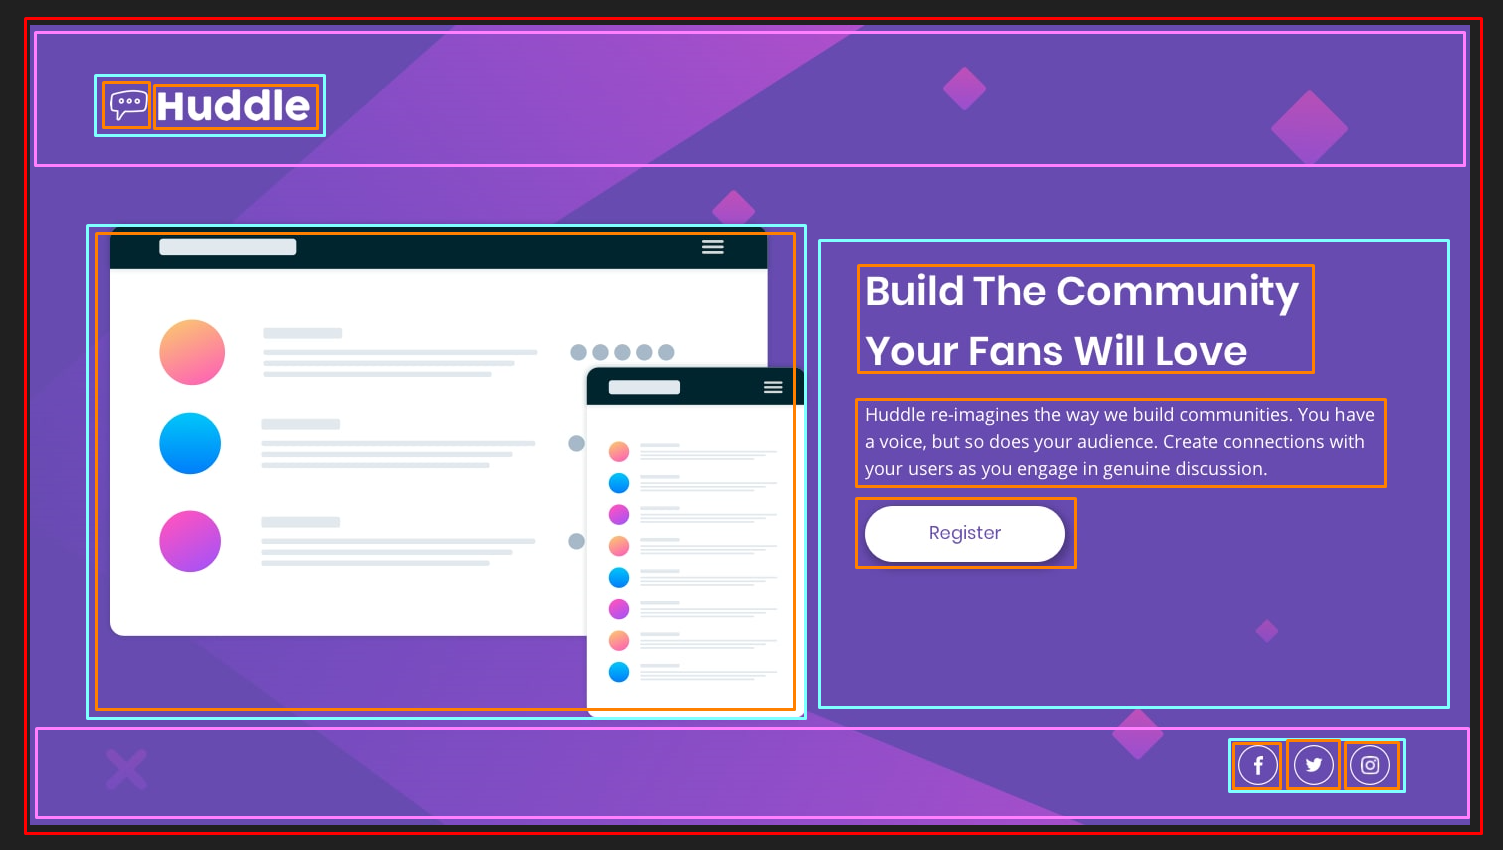 Huddle
Build The Community
Your Fans Will Love
Huddle re-imagines the way we build communities. You have
a voice, but so does your audience. Create connections with
your users as you engage in genuine discussion.
Register